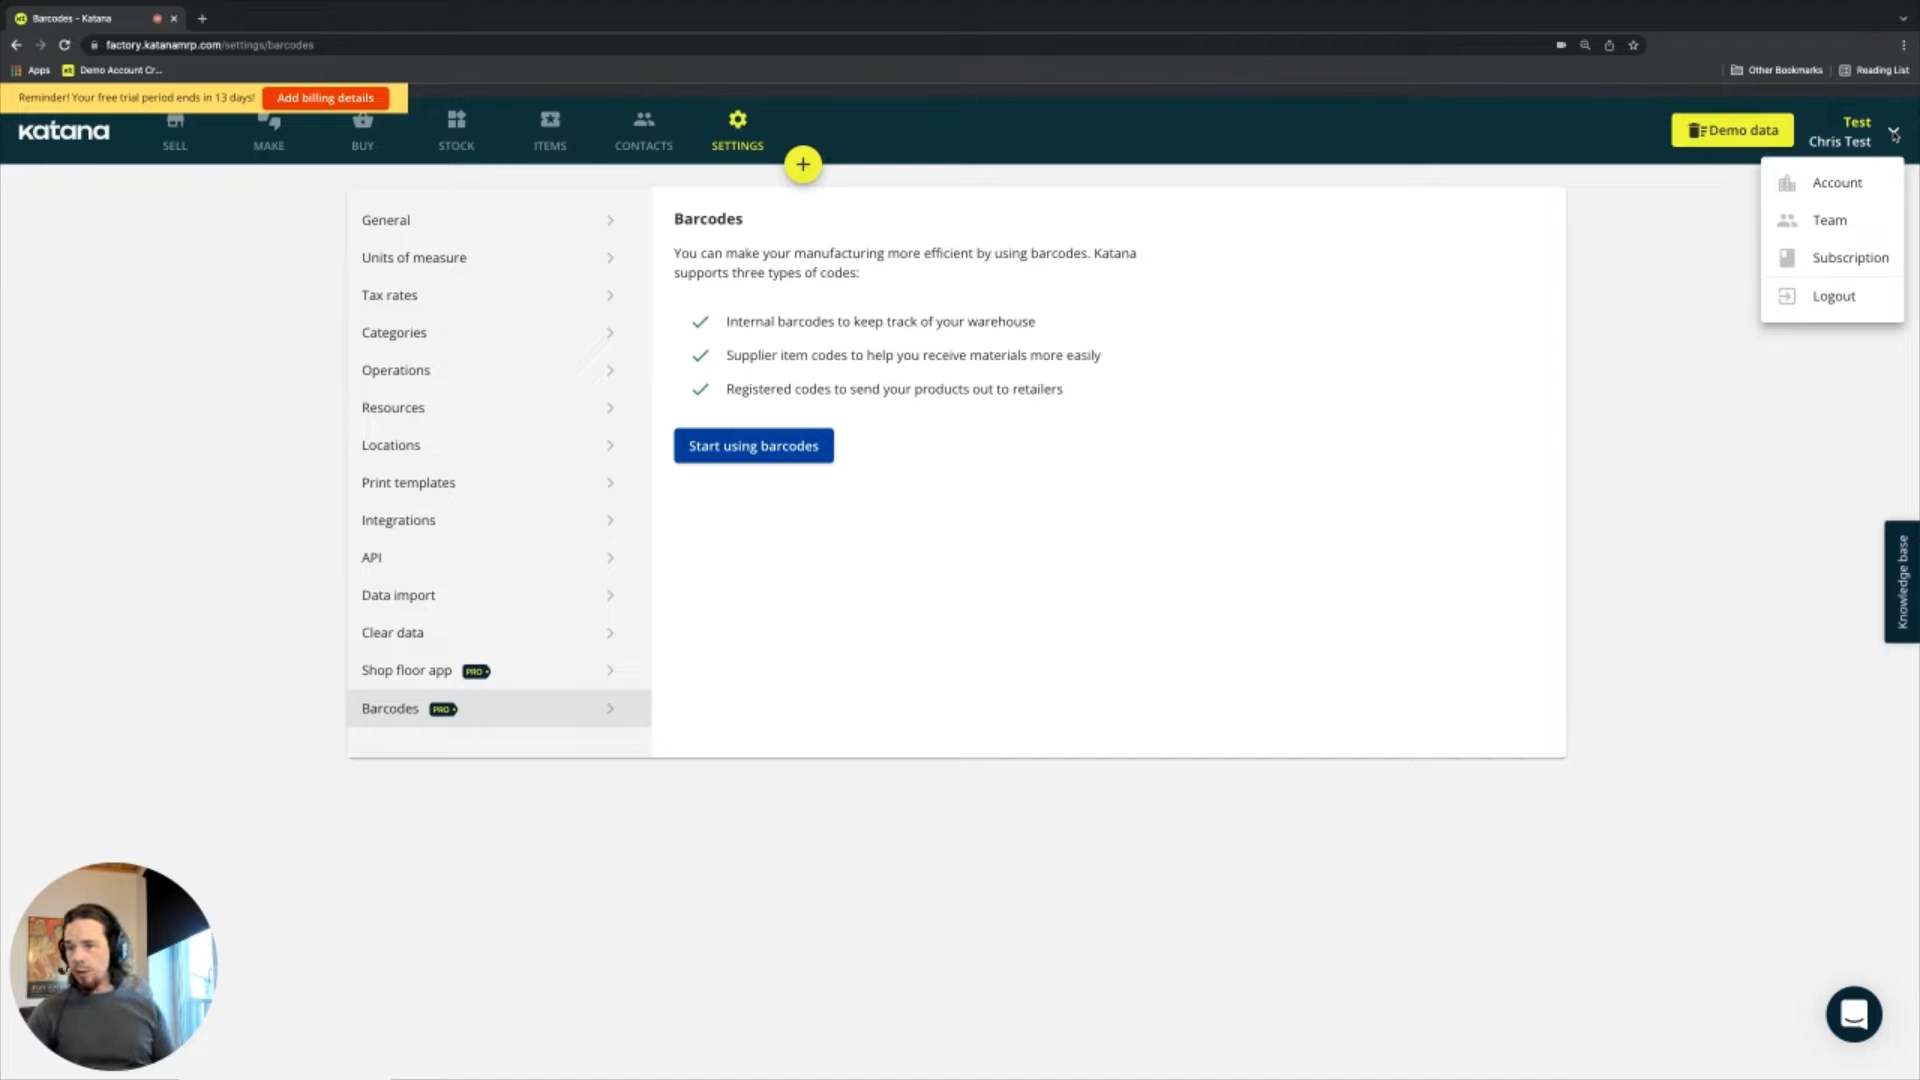 Barcodes - Katana
factory.katanamrp.com/settings/barcodes
Apps
Demo Account Cr...
Other Bookmarks
Reading List
Reminder! Your free trial period ends in 13 days!
Add billing details
katana
SELL
MAKE
BUY
STOCK
ITEMS
CONTACTS
SETTINGS
+
Demo data
Test
Chris Test
Account
Team
Subscription
Logout
General
Units of measure
Tax rates
Categories
Operations
Resources
Locations
Print templates
Integrations
API
Data import
Clear data
Shop floor app PRO
Barcodes PRO
Barcodes
You can make your manufacturing more efficient by using barcodes. Katana
supports three types of codes:
Internal barcodes to keep track of your warehouse
Supplier item codes to help you receive materials more easily
Registered codes to send your products out to retailers
Start using barcodes
Knowledge base